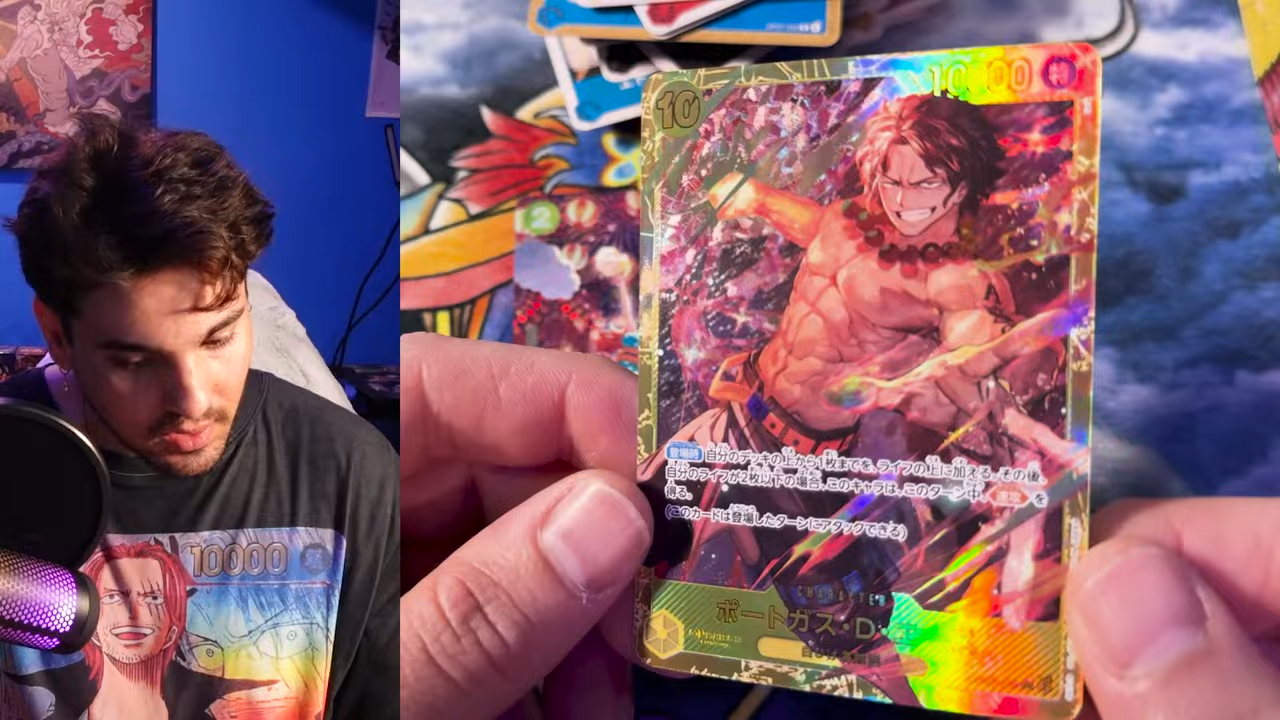 10
10000
特
2
登場時 自分のデッキの上から1枚までを、ライフの上に加える。その後、
自分のライフが2枚以下の場合、このキャラは、このターン中、速攻を
得る。
(このカードは登場したターンにアタックできる)
CHARACTER
ポートガス・D
10000